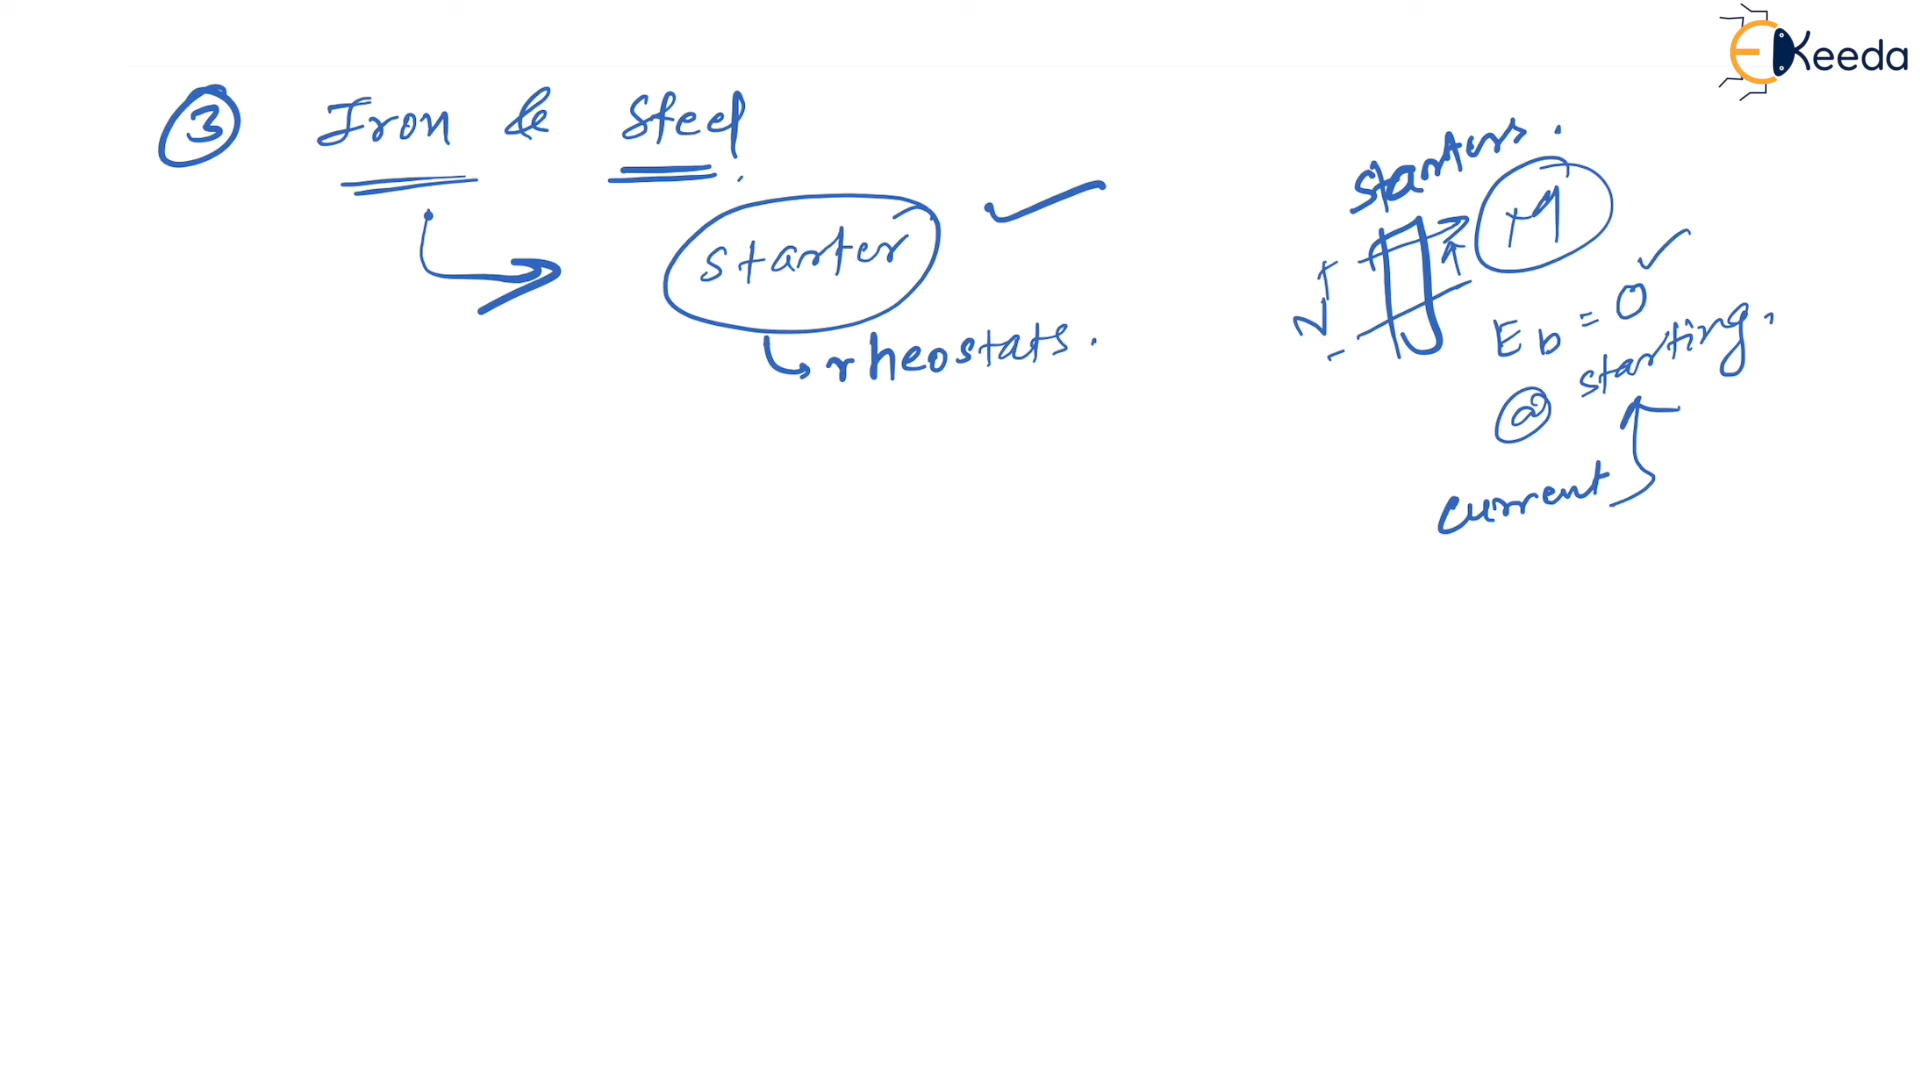 EKeeda
③ Iron & Steel.
starter
rheostats.
starters.
M
+
V
-
Eb = 0
@ starting,
current